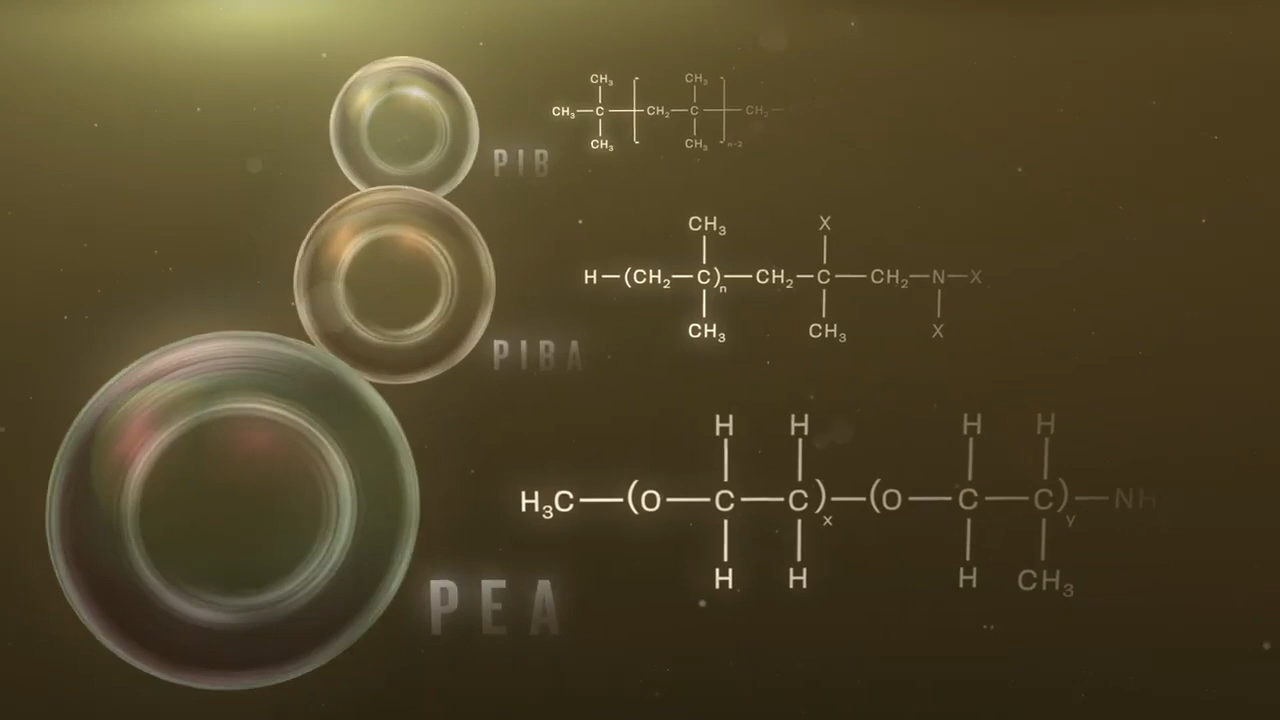 CH₃ CH₃
CH₃—C—[CH₂—C—]n-2 CH₂—
CH₃ CH₃
PIB
CH₃ X
H—(CH₂—C)n—CH₂—C—CH₂—N—X
CH₃ CH₃ X
PIBA
H H H H
H₃C—(O—C—C)x—(O—C—C)y—NH
H H H CH₃
PEA